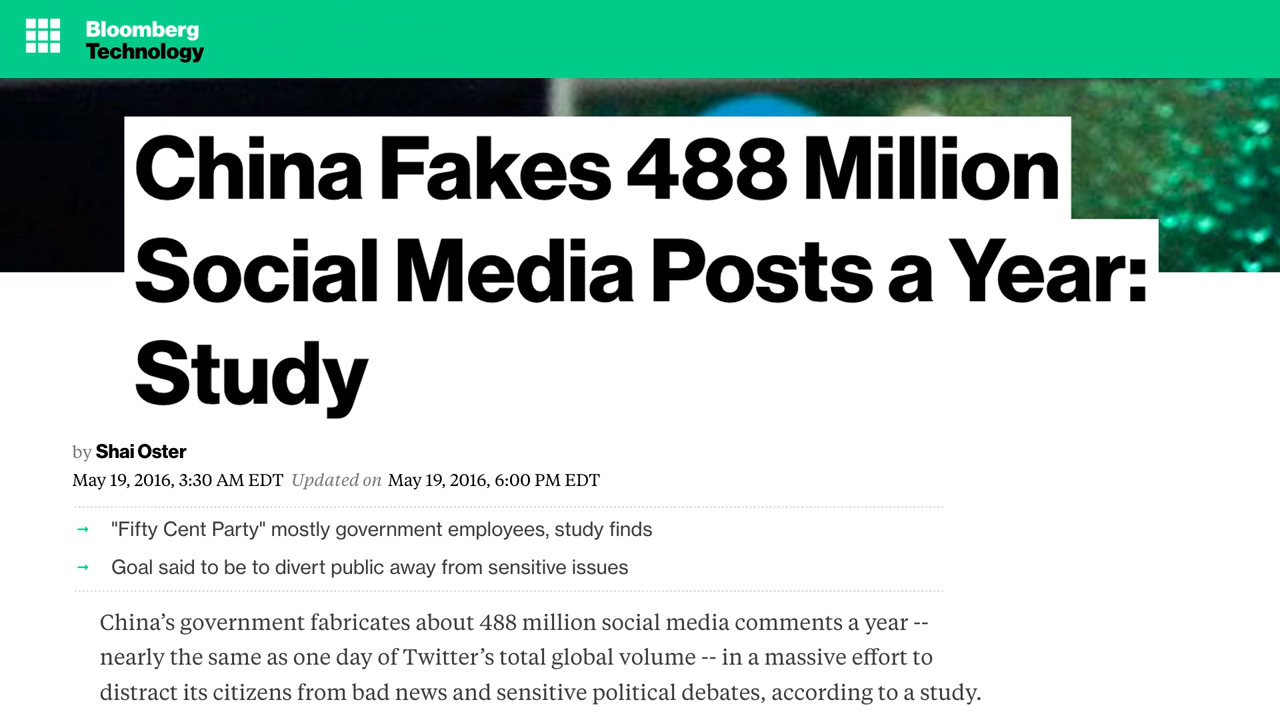 Bloomberg
Technology
China Fakes 488 Million
Social Media Posts a Year:
Study
by Shai Oster
May 19, 2016, 3:30 AM EDT Updated on May 19, 2016, 6:00 PM EDT
→ "Fifty Cent Party" mostly government employees, study finds
→ Goal said to be to divert public away from sensitive issues
China’s government fabricates about 488 million social media comments a year --
nearly the same as one day of Twitter’s total global volume -- in a massive effort to
distract its citizens from bad news and sensitive political debates, according to a study.